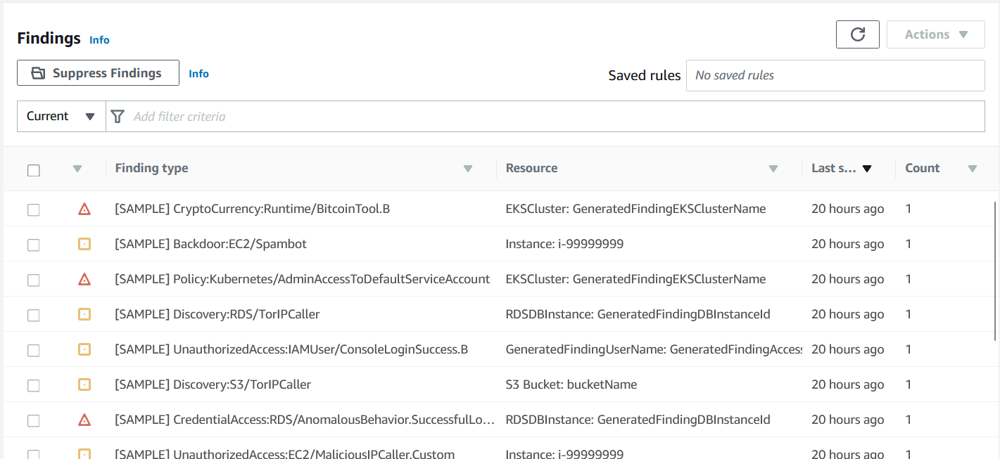 Findings Info
Actions
Suppress Findings Info
Saved rules No saved rules
Current Add filter criteria
Finding type Resource Last s... Count
[SAMPLE] CryptoCurrency:Runtime/BitcoinTool.B EKSCluster: GeneratedFindingEKSClusterName 20 hours ago 1
[SAMPLE] Backdoor:EC2/Spambot Instance: i-99999999 20 hours ago 1
[SAMPLE] Policy:Kubernetes/AdminAccessToDefaultServiceAccount EKSCluster: GeneratedFindingEKSClusterName 20 hours ago 1
[SAMPLE] Discovery:RDS/TorIPCaller RDSDBInstance: GeneratedFindingDBInstanceId 20 hours ago 1
[SAMPLE] UnauthorizedAccess:IAMUser/ConsoleLoginSuccess.B GeneratedFindingUserName: GeneratedFindingAccess 20 hours ago 1
[SAMPLE] Discovery:S3/TorIPCaller S3 Bucket: bucketName 20 hours ago 1
[SAMPLE] CredentialAccess:RDS/AnomalousBehavior.SuccessfulLo... RDSDBInstance: GeneratedFindingDBInstanceId 20 hours ago 1
[SAMPLE] UnauthorizedAccess:EC2/MaliciousIPCaller.Custom Instance: i-99999999 20 hours ago 1